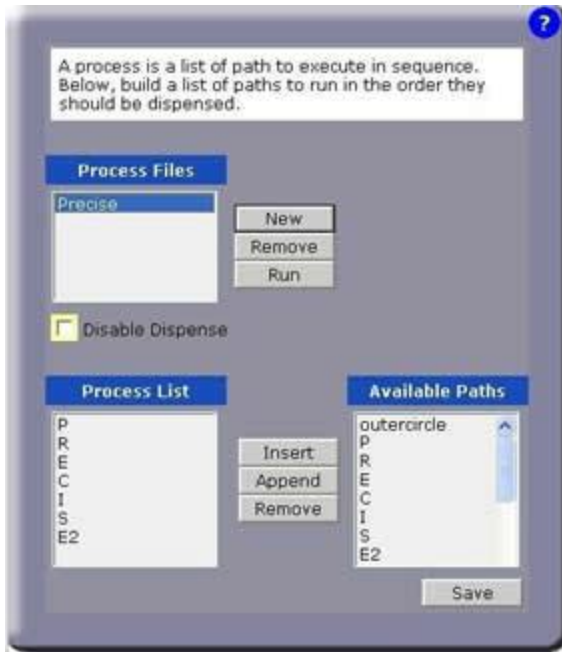 ?
A process is a list of path to execute in sequence.
Below, build a list of paths to run in the order they
should be dispensed.
Process Files
Precise
New
Remove
Run
Disable Dispense
Process List
P
R
E
C
I
S
E2
Insert
Append
Remove
Available Paths
outercircle
P
R
E
C
I
S
E2
Save